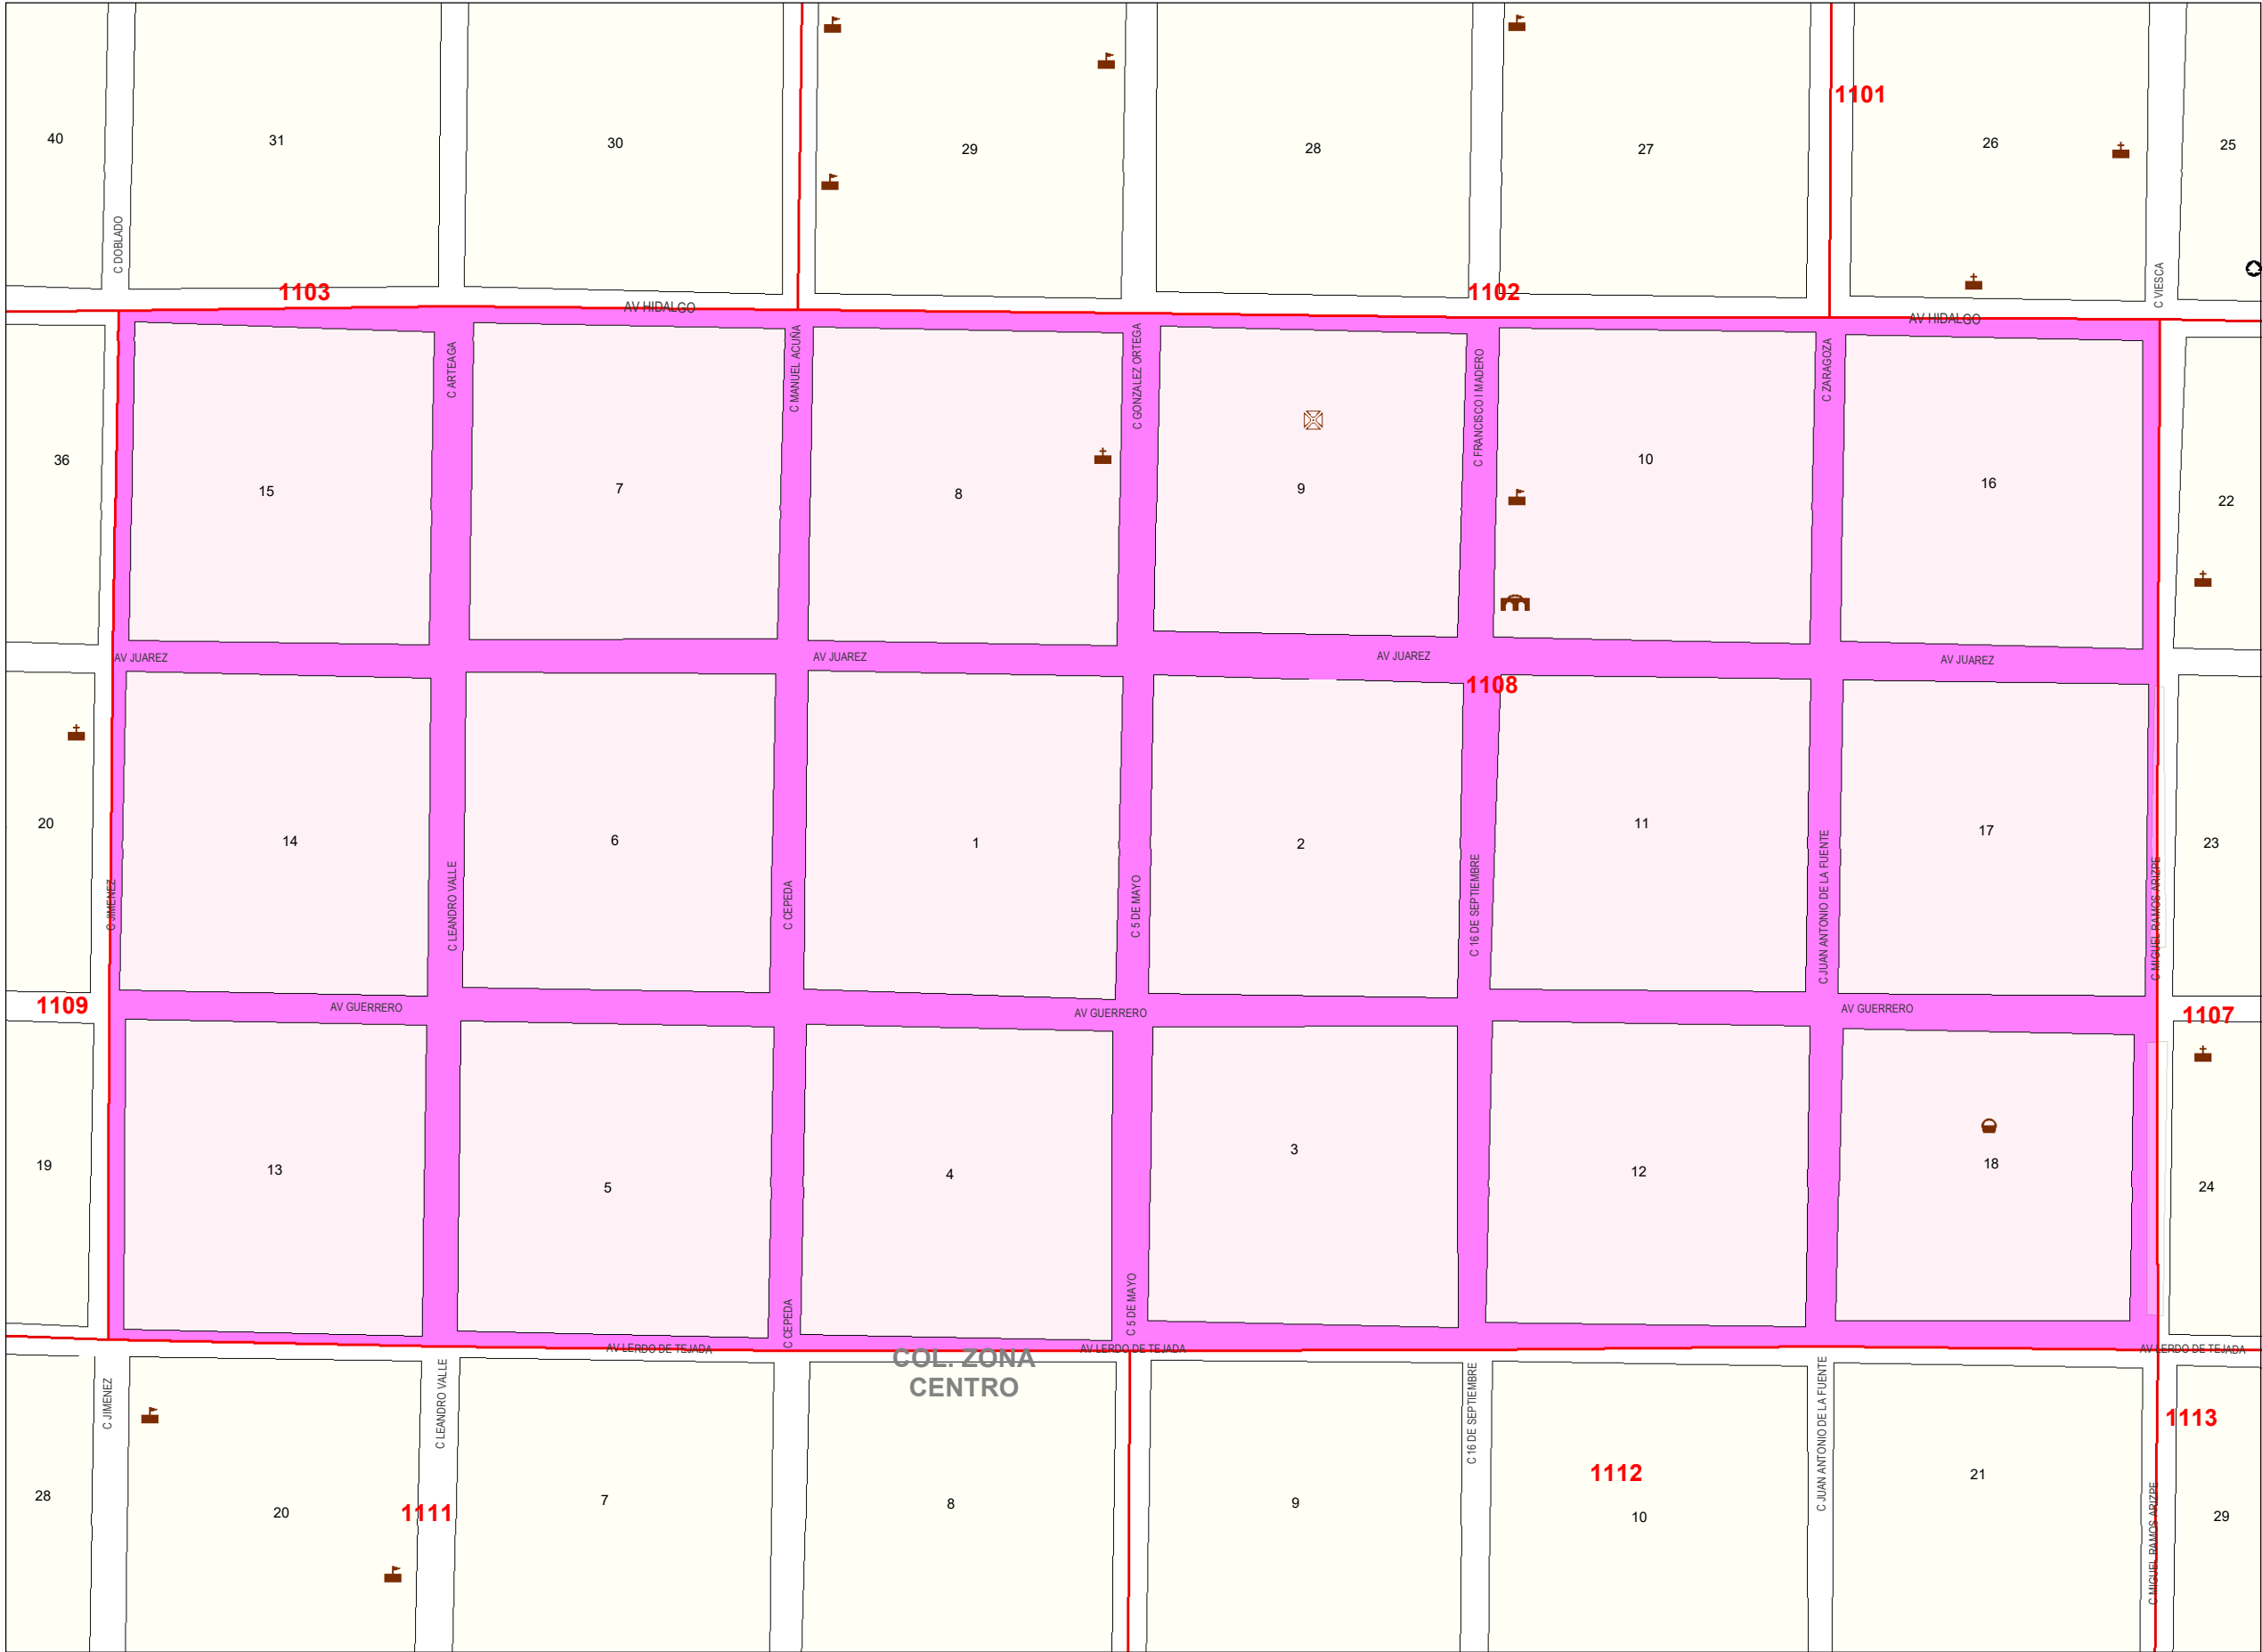 1101
40
31
30
29
28
27
26
25
C DOBLADO
C VIESCA
1103
1102
AV HIDALGO
AV HIDALGO
C ARTEAGA
C MANUEL ACUÑA
C GONZALEZ ORTEGA
C FRANCISCO I MADERO
C ZARAGOZA
36
15
7
8
9
10
16
22
AV JUAREZ
AV JUAREZ
AV JUAREZ
AV JUAREZ
1108
20
14
6
1
2
11
17
23
C JIMENEZ
C LEANDRO VALLE
C CEPEDA
C 5 DE MAYO
C 16 DE SEPTIEMBRE
C JUAN ANTONIO DE LA FUENTE
C MIGUEL RAMOS ARIZPE
1109
AV GUERRERO
AV GUERRERO
AV GUERRERO
1107
19
13
5
4
3
12
18
24
C CEPEDA
C 5 DE MAYO
AV LERDO DE TEJADA
AV LERDO DE TEJADA
AV LERDO DE TEJADA
COL. ZONA
CENTRO
C JIMENEZ
C LEANDRO VALLE
C 16 DE SEPTIEMBRE
C JUAN ANTONIO DE LA FUENTE
C MIGUEL RAMOS ARIZPE
1113
1112
1111
28
20
7
8
9
10
21
29